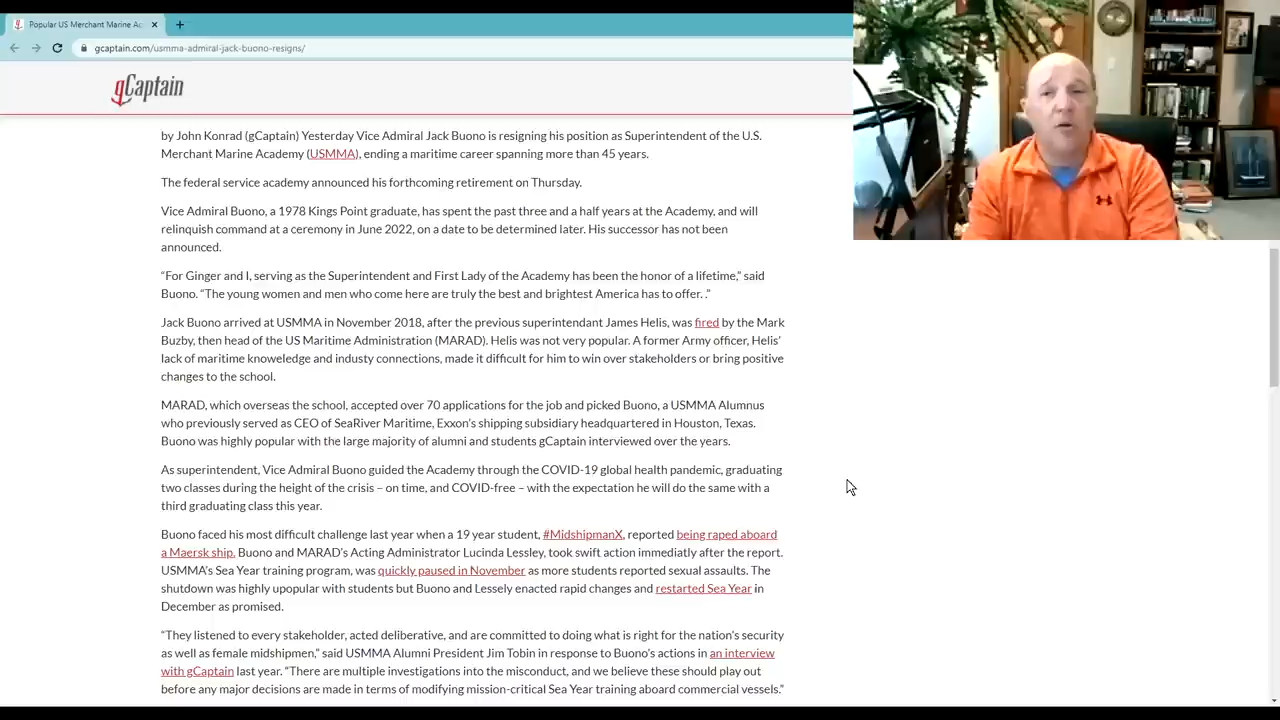 Popular US Merchant Marine Ac
gcaptain.com/usmma-admiral-jack-buono-resigns/
gCaptain
by John Konrad (gCaptain) Yesterday Vice Admiral Jack Buono is resigning his position as Superintendent of the U.S.
Merchant Marine Academy (USMMA), ending a maritime career spanning more than 45 years.
The federal service academy announced his forthcoming retirement on Thursday.
Vice Admiral Buono, a 1978 Kings Point graduate, has spent the past three and a half years at the Academy, and will
relinquish command at a ceremony in June 2022, on a date to be determined later. His successor has not been
announced.
“For Ginger and I, serving as the Superintendent and First Lady of the Academy has been the honor of a lifetime,” said
Buono. “The young women and men who come here are truly the best and brightest America has to offer. .”
Jack Buono arrived at USMMA in November 2018, after the previous superintendant James Helis, was fired by the Mark
Buzby, then head of the US Maritime Administration (MARAD). Helis was not very popular. A former Army officer, Helis’
lack of maritime knoweledge and industy connections, made it difficult for him to win over stakeholders or bring positive
changes to the school.
MARAD, which overseas the school, accepted over 70 applications for the job and picked Buono, a USMMA Alumnus
who previously served as CEO of SeaRiver Maritime, Exxon’s shipping subsidiary headquartered in Houston, Texas.
Buono was highly popular with the large majority of alumni and students gCaptain interviewed over the years.
As superintendent, Vice Admiral Buono guided the Academy through the COVID-19 global health pandemic, graduating
two classes during the height of the crisis – on time, and COVID-free – with the expectation he will do the same with a
third graduating class this year.
Buono faced his most difficult challenge last year when a 19 year student, #MidshipmanX, reported being raped aboard
a Maersk ship. Buono and MARAD’s Acting Administrator Lucinda Lessley, took swift action immediatly after the report.
USMMA’s Sea Year training program, was quickly paused in November as more students reported sexual assaults. The
shutdown was highly upopular with students but Buono and Lessely enacted rapid changes and restarted Sea Year in
December as promised.
“They listened to every stakeholder, acted deliberative, and are committed to doing what is right for the nation’s security
as well as female midshipmen,” said USMMA Alumni President Jim Tobin in response to Buono’s actions in an interview
with gCaptain last year. “There are multiple investigations into the misconduct, and we believe these should play out
before any major decisions are made in terms of modifying mission-critical Sea Year training aboard commercial vessels.”